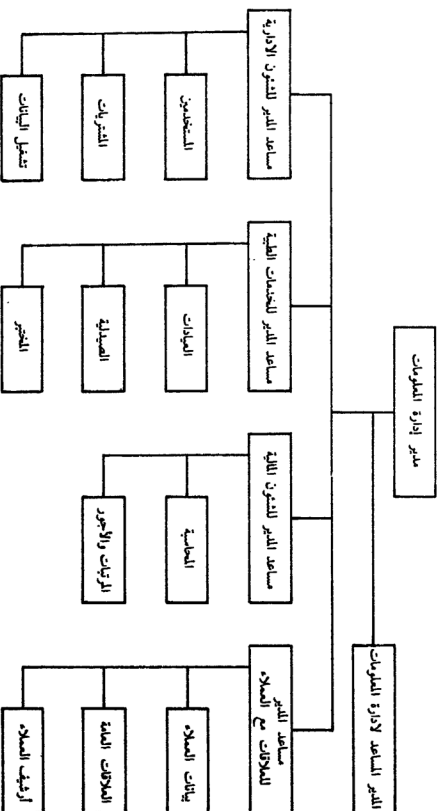 مدير إدارة المعلومات
المدير المساعد لادارة المعلومات
مساعد المدير للشئون الادارية
المستخدمين
المشتريات
تشغيل البيانات
مساعد المدير للخدمات الطبية
العيادات
الصيدلية
المختبر
مساعد المدير للشئون المالية
المحاسبة
المرتبات والأجور
مساعد المدير
للعلاقات مع العملاء
بيانات العملاء
العلاقات العامة
أرشيف العملاء